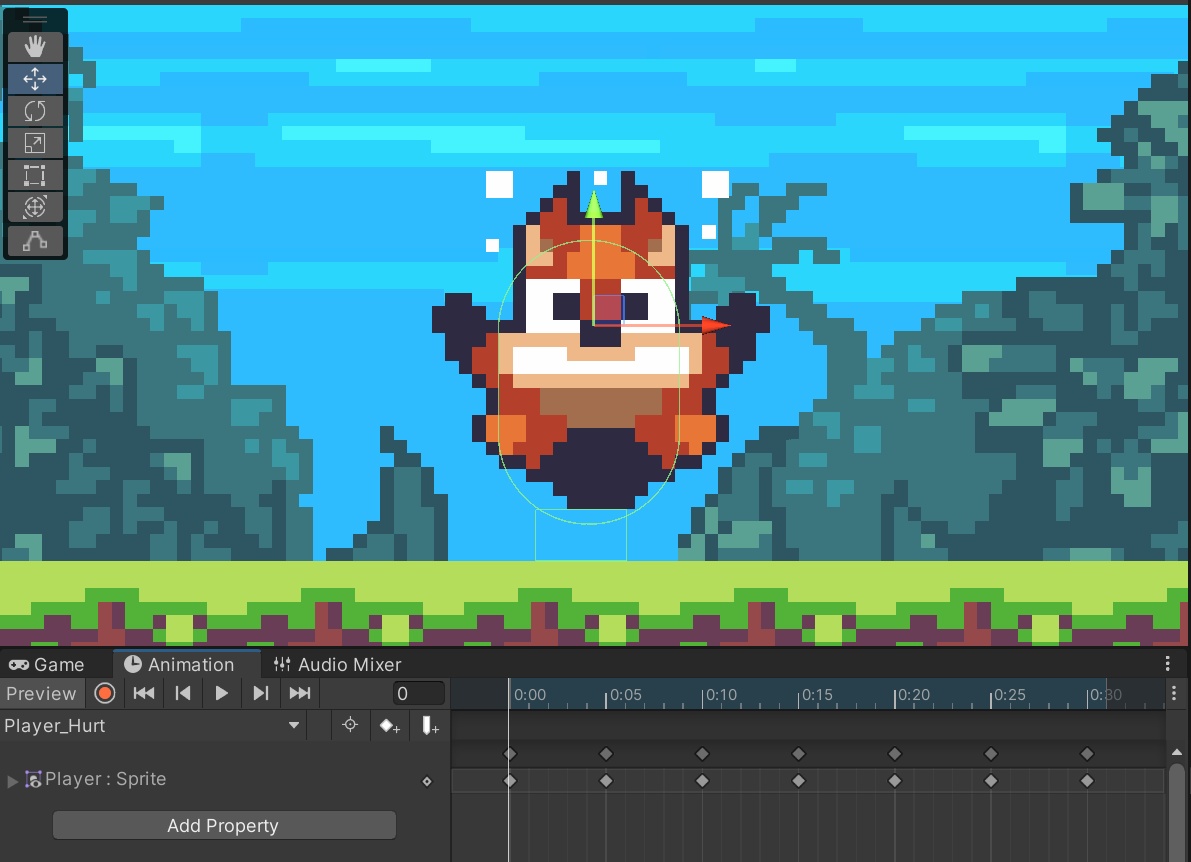 Game
Animation
Audio Mixer
Preview
0
0:00
0:05
0:10
0:15
0:20
0:25
0:30
Player_Hurt
Player : Sprite
Add Property